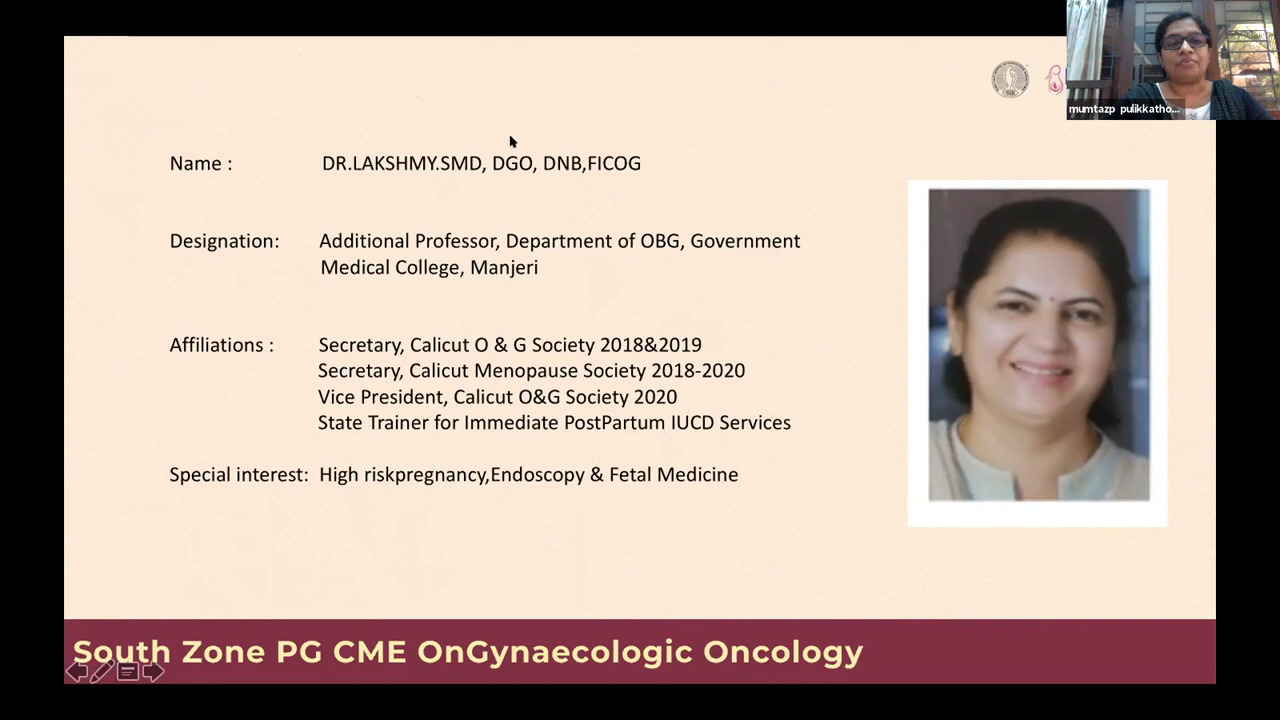 mumtazp pulikkatho...
Name : DR.LAKSHMY.SMD, DGO, DNB,FICOG
Designation: Additional Professor, Department of OBG, Government
Medical College, Manjeri
Affiliations : Secretary, Calicut O & G Society 2018&2019
Secretary, Calicut Menopause Society 2018-2020
Vice President, Calicut O&G Society 2020
State Trainer for Immediate PostPartum IUCD Services
Special interest: High riskpregnancy,Endoscopy & Fetal Medicine
South Zone PG CME OnGynaecologic Oncology